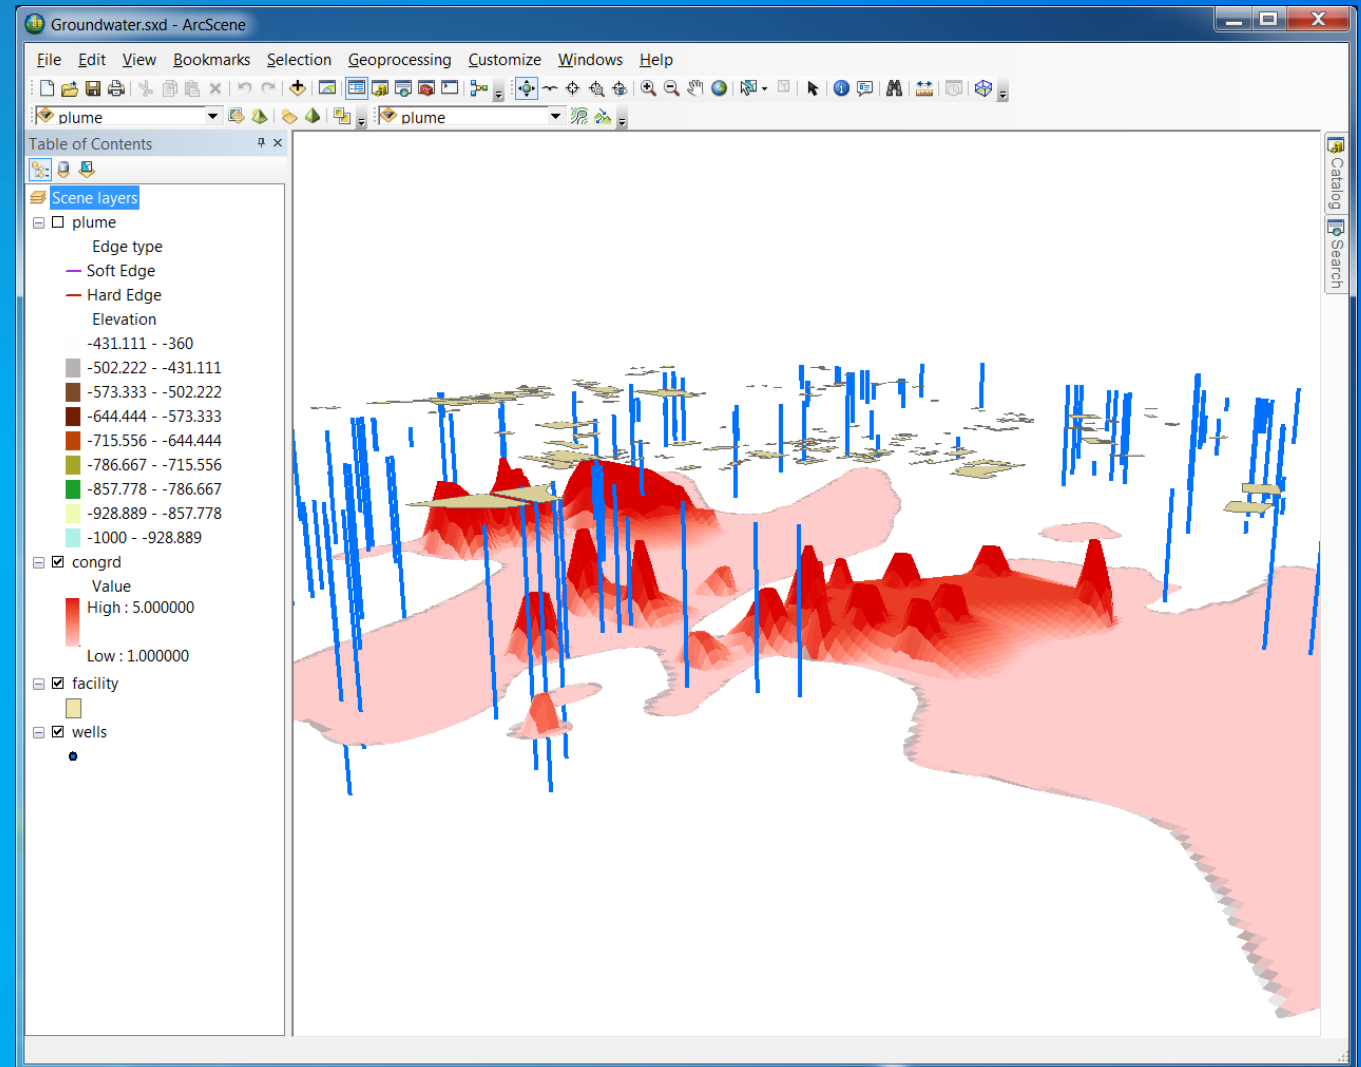 Groundwater.sxd - ArcScene
File Edit View Bookmarks Selection Geoprocessing Customize Windows Help
plume plume
Table of Contents
Scene layers
plume
Edge type
Soft Edge
Hard Edge
Elevation
-431.111 - -360
-502.222 - -431.111
-573.333 - -502.222
-644.444 - -573.333
-715.556 - -644.444
-786.667 - -715.556
-857.778 - -786.667
-928.889 - -857.778
-1000 - -928.889
congrd
Value
High : 5.000000
Low : 1.000000
facility
wells
Catalog
Search